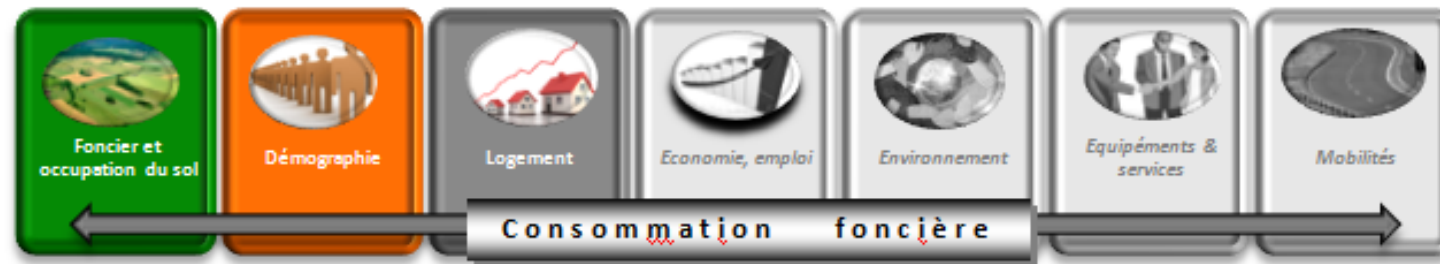 Foncier et
occupation du sol
Démographie
Logement
Economie, emploi
Environnement
Equipéments &
services
Mobilités
Consommation foncière